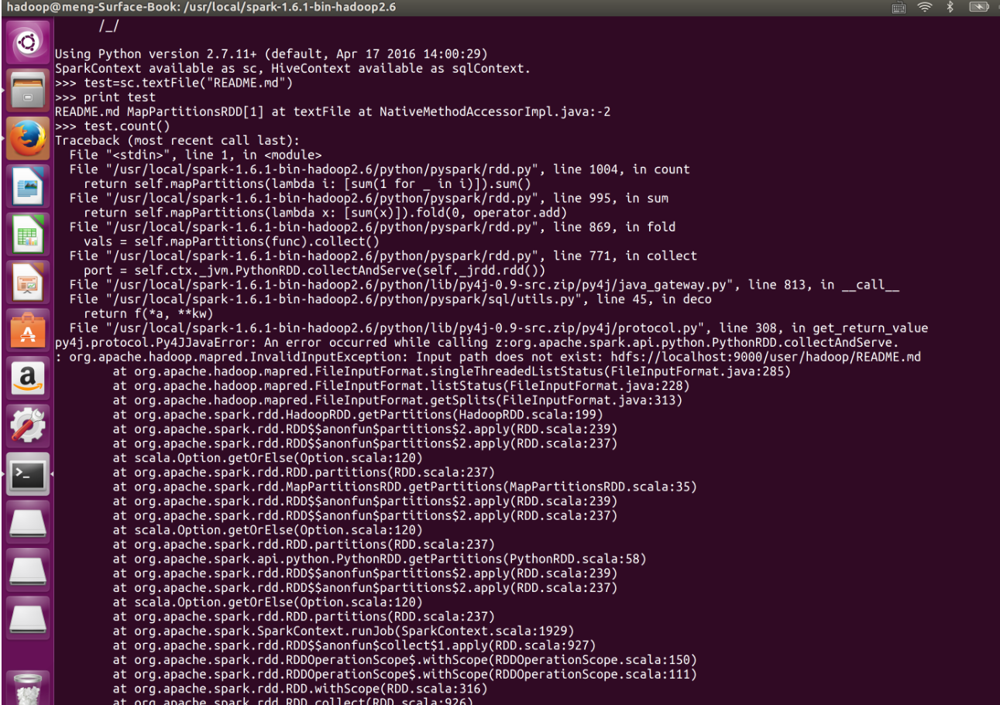 hadoop@meng-Surface-Book: /usr/local/spark-1.6.1-bin-hadoop2.6
/_/
Using Python version 2.7.11+ (default, Apr 17 2016 14:00:29)
SparkContext available as sc, HiveContext available as sqlContext.
>>> test=sc.textFile("README.md")
>>> print test
README.md MapPartitionsRDD[1] at textFile at NativeMethodAccessorImpl.java:-2
>>> test.count()
Traceback (most recent call last):
  File "<stdin>", line 1, in <module>
  File "/usr/local/spark-1.6.1-bin-hadoop2.6/python/pyspark/rdd.py", line 1004, in count
    return self.mapPartitions(lambda i: [sum(1 for _ in i)]).sum()
  File "/usr/local/spark-1.6.1-bin-hadoop2.6/python/pyspark/rdd.py", line 995, in sum
    return self.mapPartitions(lambda x: [sum(x)]).fold(0, operator.add)
  File "/usr/local/spark-1.6.1-bin-hadoop2.6/python/pyspark/rdd.py", line 869, in fold
    vals = self.mapPartitions(func).collect()
  File "/usr/local/spark-1.6.1-bin-hadoop2.6/python/pyspark/rdd.py", line 771, in collect
    port = self.ctx._jvm.PythonRDD.collectAndServe(self._jrdd.rdd())
  File "/usr/local/spark-1.6.1-bin-hadoop2.6/python/lib/py4j-0.9-src.zip/py4j/java_gateway.py", line 813, in __call__
  File "/usr/local/spark-1.6.1-bin-hadoop2.6/python/pyspark/sql/utils.py", line 45, in deco
    return f(*a, **kw)
  File "/usr/local/spark-1.6.1-bin-hadoop2.6/python/lib/py4j-0.9-src.zip/py4j/protocol.py", line 308, in get_return_value
py4j.protocol.Py4JJavaError: An error occurred while calling z:org.apache.spark.api.python.PythonRDD.collectAndServe.
: org.apache.hadoop.mapred.InvalidInputException: Input path does not exist: hdfs://localhost:9000/user/hadoop/README.md
        at org.apache.hadoop.mapred.FileInputFormat.singleThreadedListStatus(FileInputFormat.java:285)
        at org.apache.hadoop.mapred.FileInputFormat.listStatus(FileInputFormat.java:228)
        at org.apache.hadoop.mapred.FileInputFormat.getSplits(FileInputFormat.java:313)
        at org.apache.spark.rdd.HadoopRDD.getPartitions(HadoopRDD.scala:199)
        at org.apache.spark.rdd.RDD$$anonfun$partitions$2.apply(RDD.scala:239)
        at org.apache.spark.rdd.RDD$$anonfun$partitions$2.apply(RDD.scala:237)
        at scala.Option.getOrElse(Option.scala:120)
        at org.apache.spark.rdd.RDD.partitions(RDD.scala:237)
        at org.apache.spark.rdd.MapPartitionsRDD.getPartitions(MapPartitionsRDD.scala:35)
        at org.apache.spark.rdd.RDD$$anonfun$partitions$2.apply(RDD.scala:239)
        at org.apache.spark.rdd.RDD$$anonfun$partitions$2.apply(RDD.scala:237)
        at scala.Option.getOrElse(Option.scala:120)
        at org.apache.spark.rdd.RDD.partitions(RDD.scala:237)
        at org.apache.spark.api.python.PythonRDD.getPartitions(PythonRDD.scala:58)
        at org.apache.spark.rdd.RDD$$anonfun$partitions$2.apply(RDD.scala:239)
        at org.apache.spark.rdd.RDD$$anonfun$partitions$2.apply(RDD.scala:237)
        at scala.Option.getOrElse(Option.scala:120)
        at org.apache.spark.rdd.RDD.partitions(RDD.scala:237)
        at org.apache.spark.SparkContext.runJob(SparkContext.scala:1929)
        at org.apache.spark.rdd.RDD$$anonfun$collect$1.apply(RDD.scala:927)
        at org.apache.spark.rdd.RDDOperationScope$.withScope(RDDOperationScope.scala:150)
        at org.apache.spark.rdd.RDDOperationScope$.withScope(RDDOperationScope.scala:111)
        at org.apache.spark.rdd.RDD.withScope(RDD.scala:316)
        at org.apache.spark.rdd.RDD.collect(RDD.scala:926)